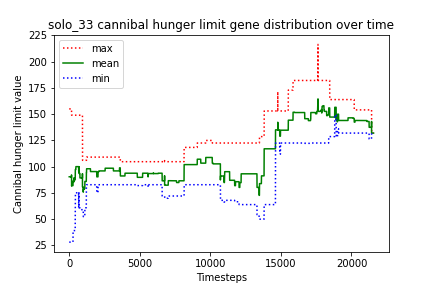 solo_33 cannibal hunger limit gene distribution over time
225
200
175
150
125
100
75
50
25
Cannibal hunger limit value
max
mean
min
0
5000
10000
15000
20000
Timesteps